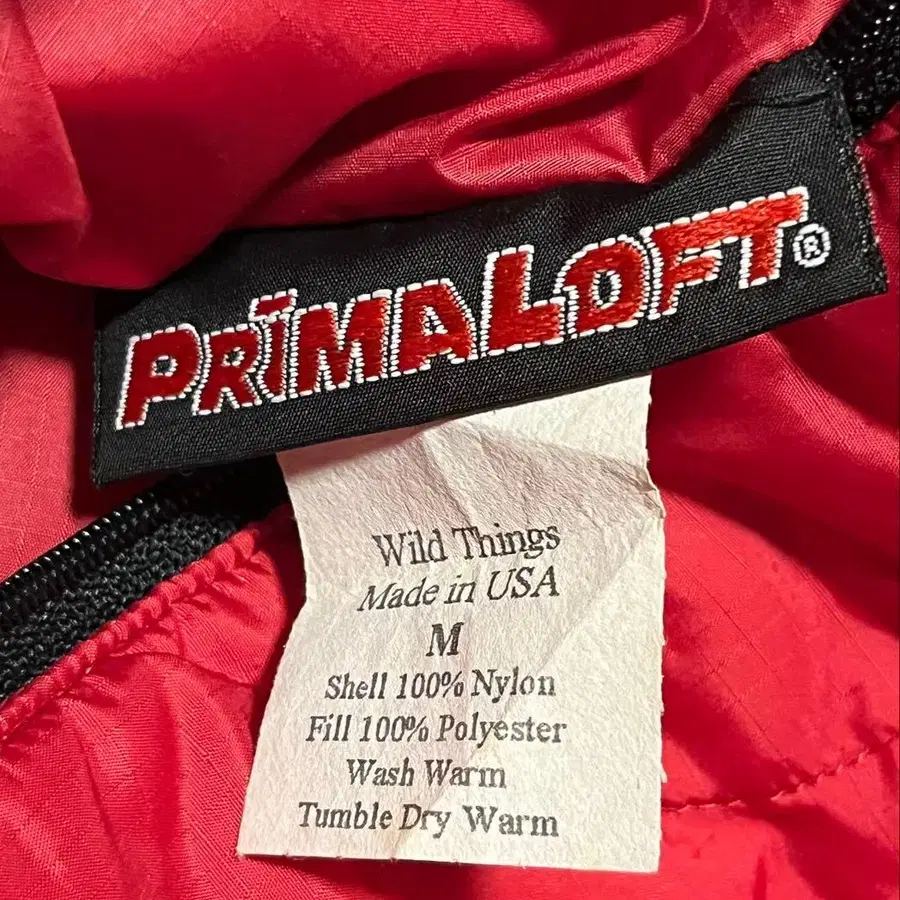 PRIMALOFT®
Wild Things
Made in USA
M
Shell 100% Nylon
Fill 100% Polyester
Wash Warm
Tumble Dry Warm